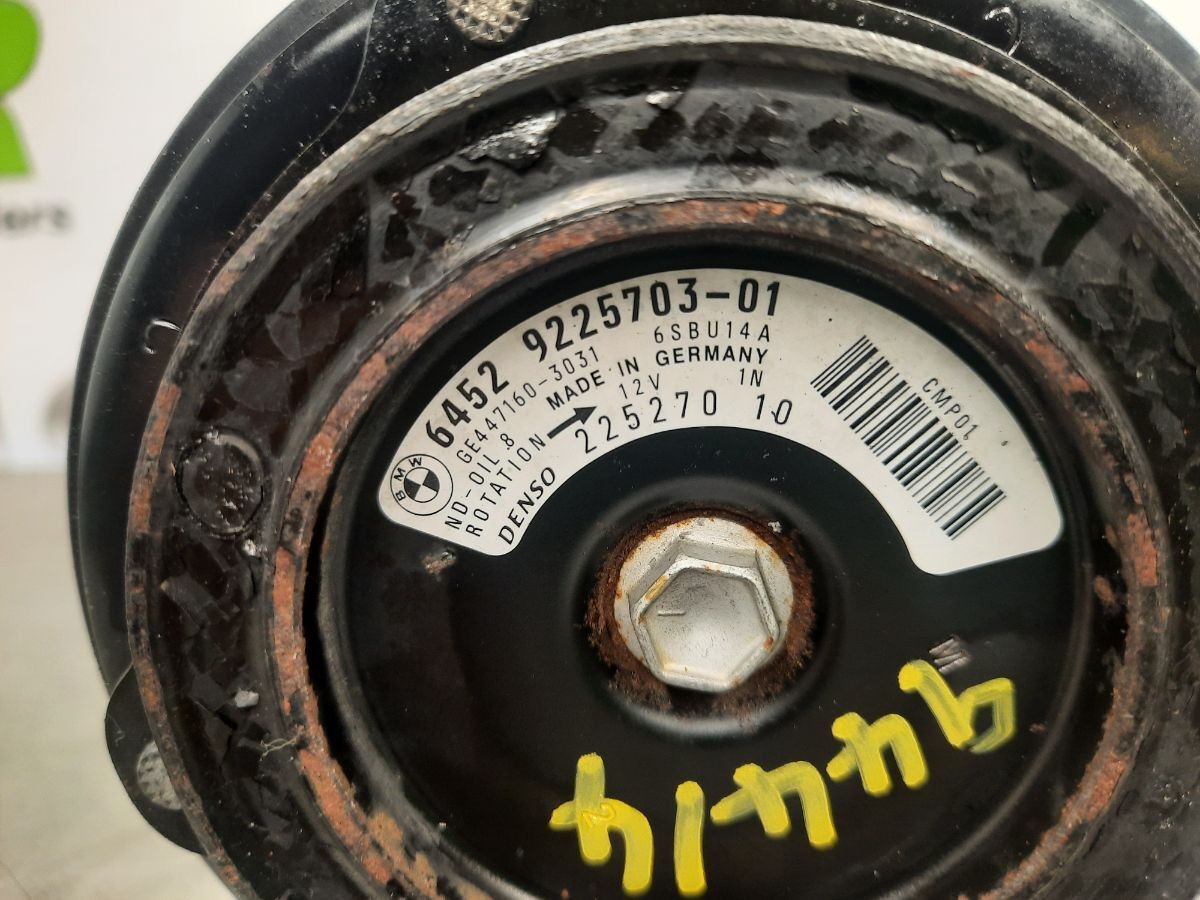 6452 9225703-01
GE447160-3031 6SBU14A
ND-OIL 8 MADE IN GERMANY
ROTATION 12V 1N
DENSO 225270 10
BMW
CMP01